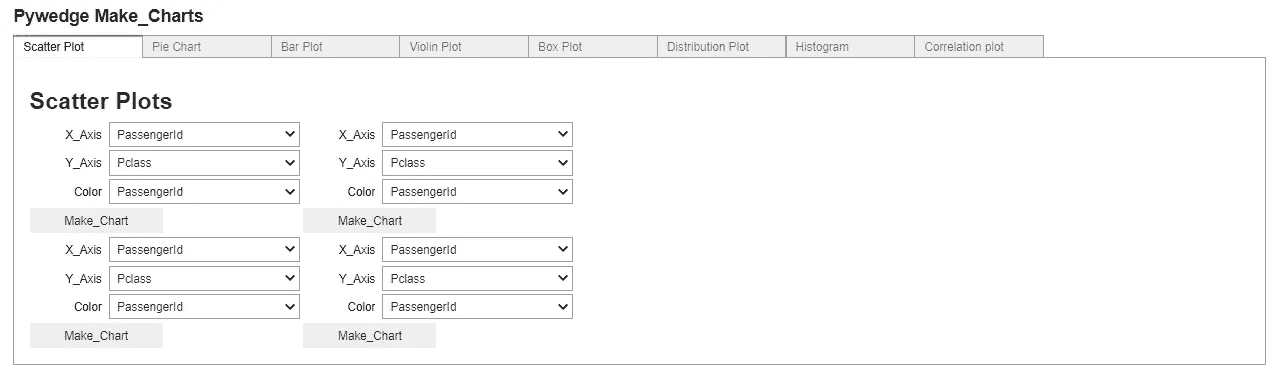 Pywedge Make_Charts
Scatter Plot Pie Chart Bar Plot Violin Plot Box Plot Distribution Plot Histogram Correlation plot
Scatter Plots
X_Axis PassengerId X_Axis PassengerId
Y_Axis Pclass Y_Axis Pclass
Color PassengerId Color PassengerId
Make_Chart Make_Chart
X_Axis PassengerId X_Axis PassengerId
Y_Axis Pclass Y_Axis Pclass
Color PassengerId Color PassengerId
Make_Chart Make_Chart